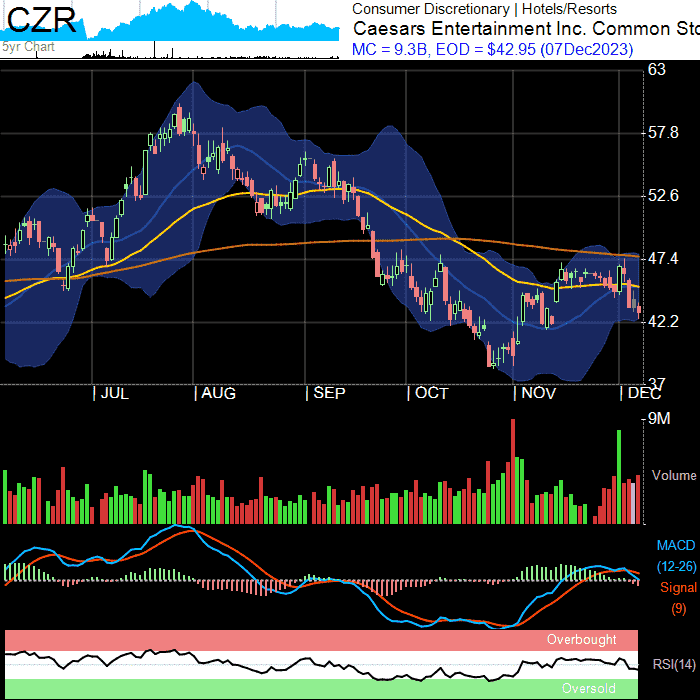 CZR
5yr Chart
Consumer Discretionary | Hotels/Resorts
Caesars Entertainment Inc. Common Sto
MC = 9.3B, EOD = $42.95 (07Dec2023)
63
57.8
52.6
47.4
42.2
37
| JUL | AUG | SEP | OCT | NOV | DEC
9M
Volume
MACD
(12-26)
Signal
(9)
Overbought
RSI(14)
Oversold